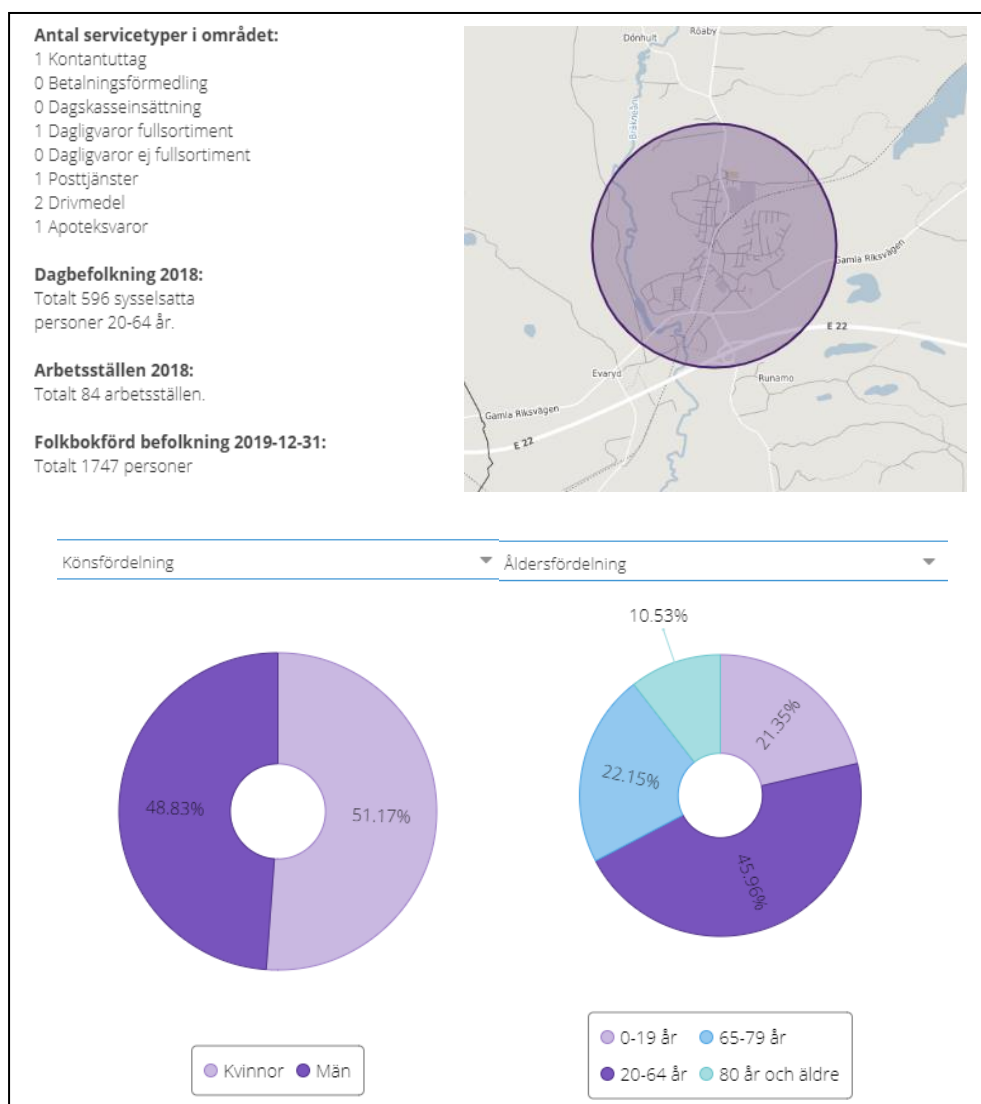 Antal servicetyper i området:
1 Kontantuttag
0 Betalningsförmedling
0 Dagskasseinsättning
1 Dagligvaror fullsortiment
0 Dagligvaror ej fullsortiment
1 Posttjänster
2 Drivmedel
1 Apoteksvaror
Dagbefolkning 2018:
Totalt 596 sysselsatta
personer 20-64 år.
Arbetsställen 2018:
Totalt 84 arbetsställen.
Folkbokförd befolkning 2019-12-31:
Totalt 1747 personer
Dönhult
Röaby
Bräkneån
Gamla Riksvägen
E 22
Evaryd
Runamo
Gamla Riksvägen
E 22
Könsfördelning
Åldersfördelning
48.83%
51.17%
10.53%
21.35%
22.15%
45.96%
Kvinnor
Män
0-19 år
65-79 år
20-64 år
80 år och äldre